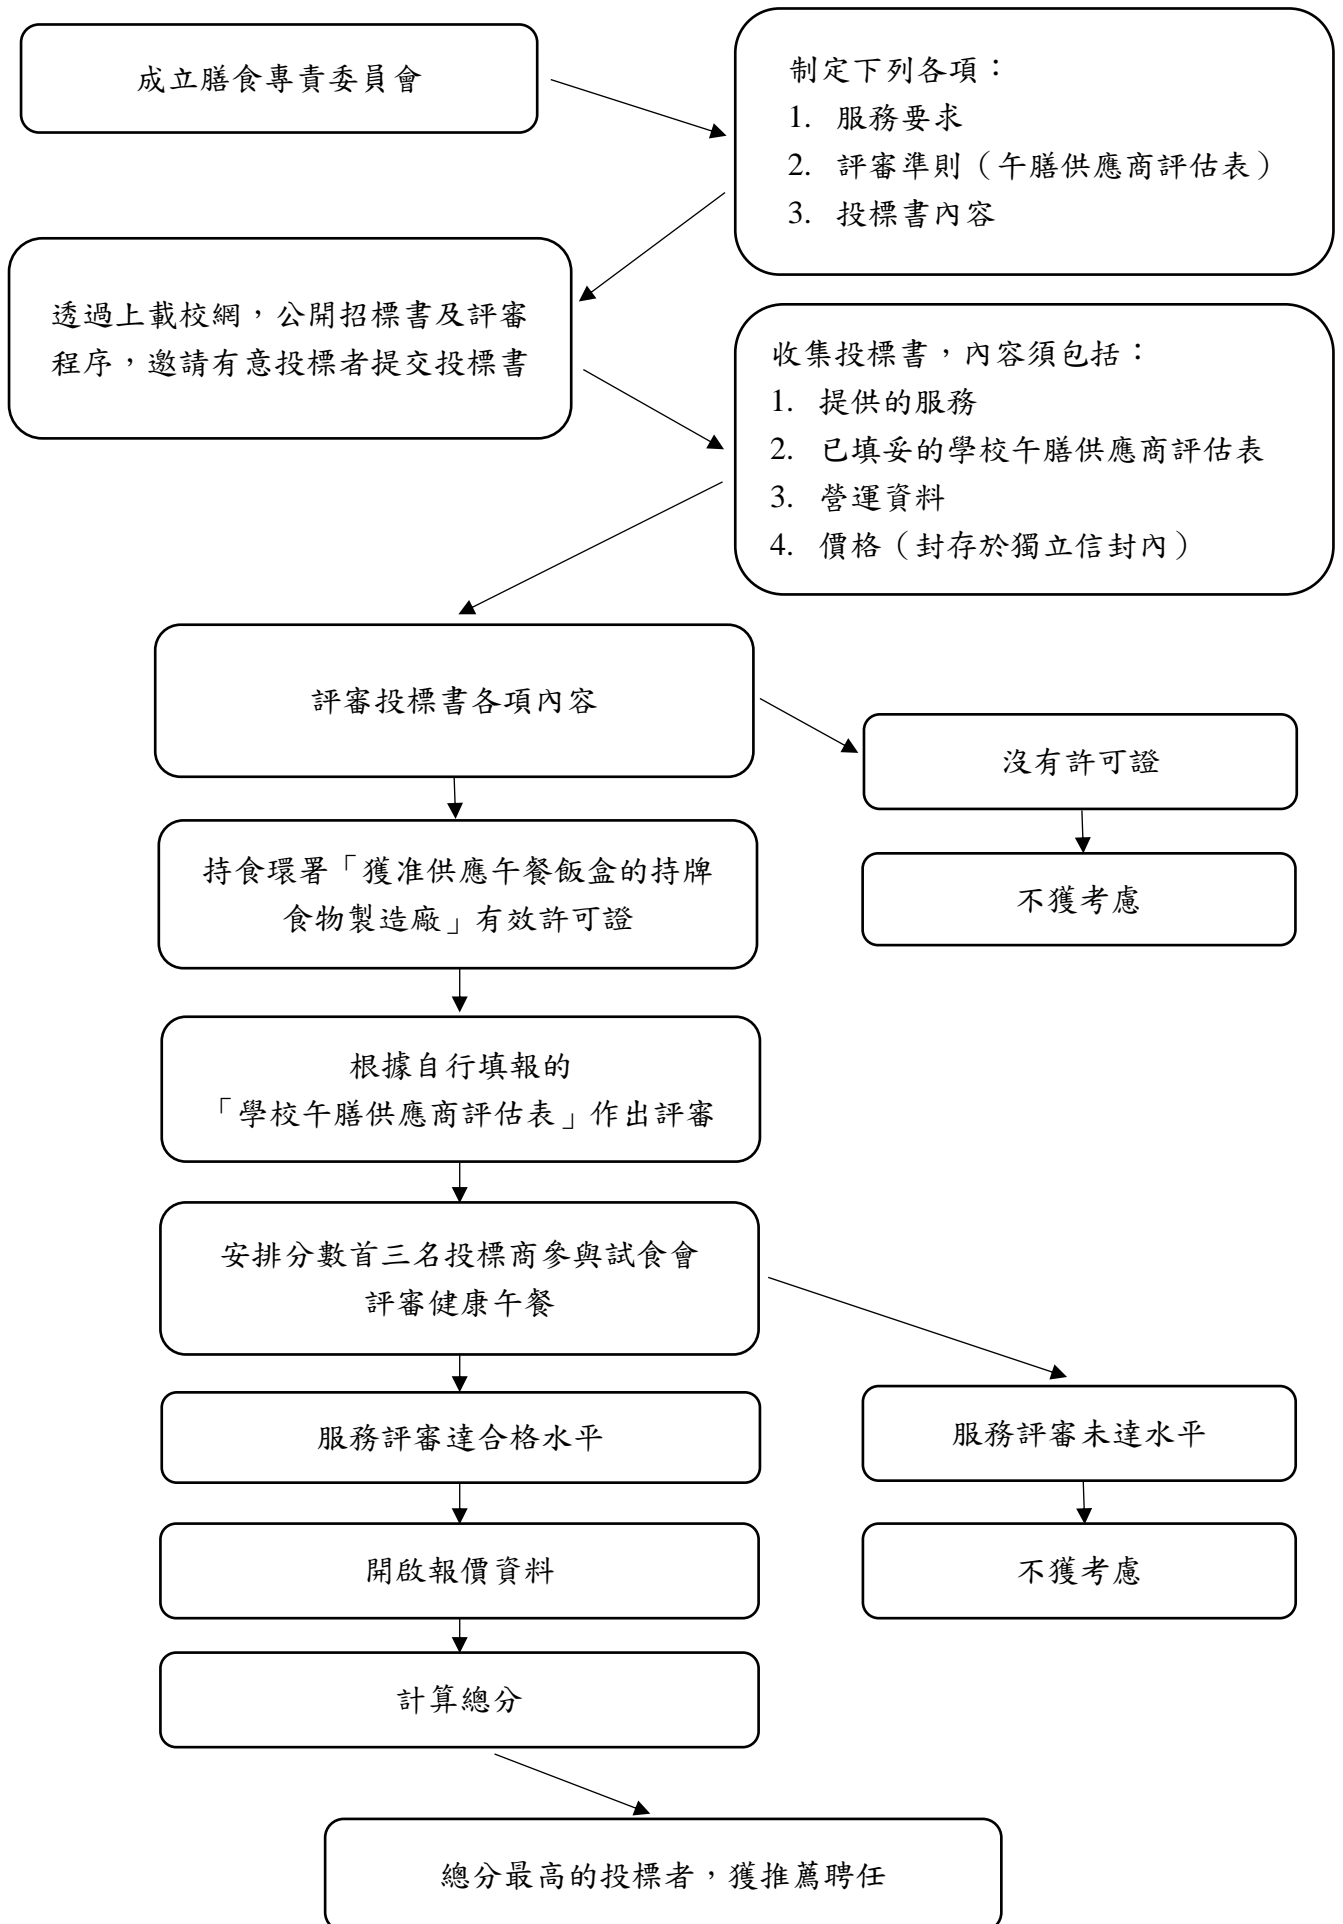 成立膳食專責委員會
制定下列各項：
1. 服務要求
2. 評審準則（午膳供應商評估表）
3. 投標書內容
透過上載校網，公開招標書及評審
程序，邀請有意投標者提交投標書
收集投標書，內容須包括：
1. 提供的服務
2. 已填妥的學校午膳供應商評估表
3. 營運資料
4. 價格（封存於獨立信封內）
評審投標書各項內容
沒有許可證
不獲考慮
持食環署「獲准供應午餐飯盒的持牌
食物製造廠」有效許可證
根據自行填報的
「學校午膳供應商評估表」作出評審
安排分數首三名投標商參與試食會
評審健康午餐
服務評審達合格水平
服務評審未達水平
開啟報價資料
不獲考慮
計算總分
總分最高的投標者，獲推薦聘任